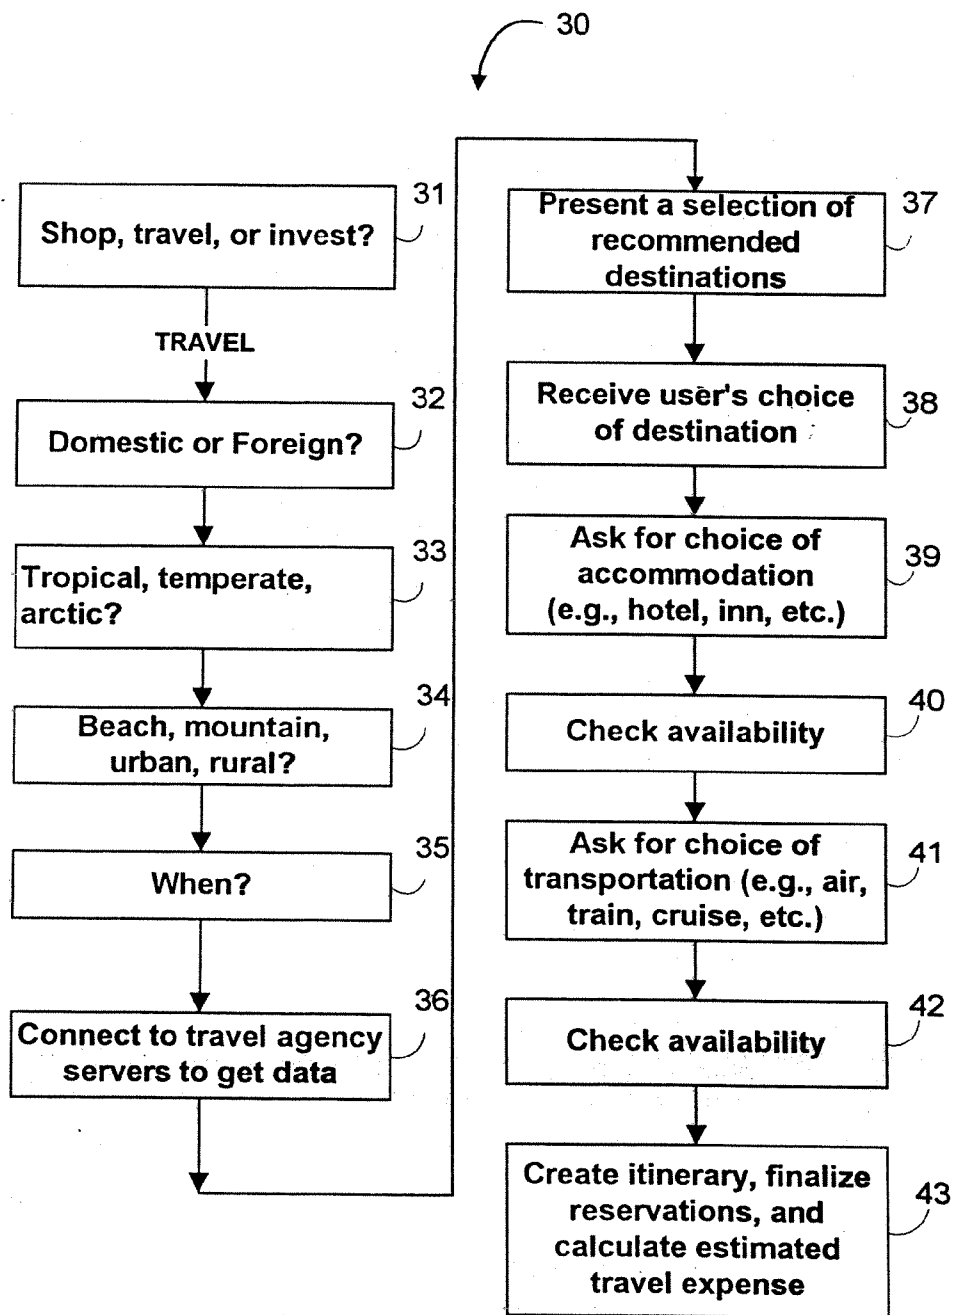 30
31
Shop, travel, or invest?
TRAVEL
32
Domestic or Foreign?
33
Tropical, temperate,
arctic?
34
Beach, mountain,
urban, rural?
35
When?
36
Connect to travel agency
servers to get data
37
Present a selection of
recommended
destinations
38
Receive user's choice
of destination
39
Ask for choice of
accommodation
(e.g., hotel, inn, etc.)
40
Check availability
41
Ask for choice of
transportation (e.g., air,
train, cruise, etc.)
42
Check availability
43
Create itinerary, finalize
reservations, and
calculate estimated
travel expense